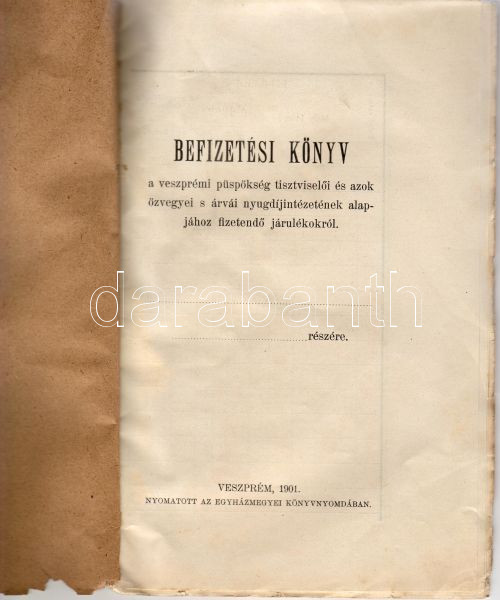 BEFIZETÉSI KÖNYV
a veszprémi püspökség tisztviselői és azok
özvegyei s árvái nyugdíjintézetének alap-
jához fizetendő járulékokról.
darabanth
részére.
VESZPRÉM, 1901.
NYOMATOTT AZ EGYHÁZMEGYEI KÖNYVNYOMDÁBAN.